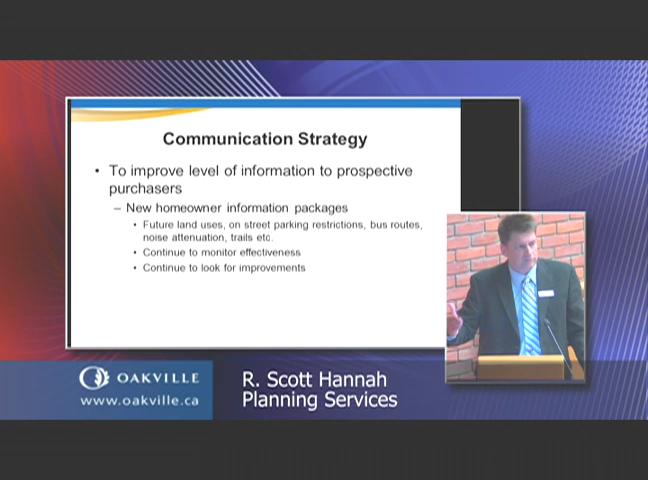 Communication Strategy
• To improve level of information to prospective
purchasers
– New homeowner information packages
• Future land uses, on street parking restrictions, bus routes,
noise attenuation, trails etc.
• Continue to monitor effectiveness
• Continue to look for improvements
OAKVILLE
www.oakville.ca
R. Scott Hannah
Planning Services